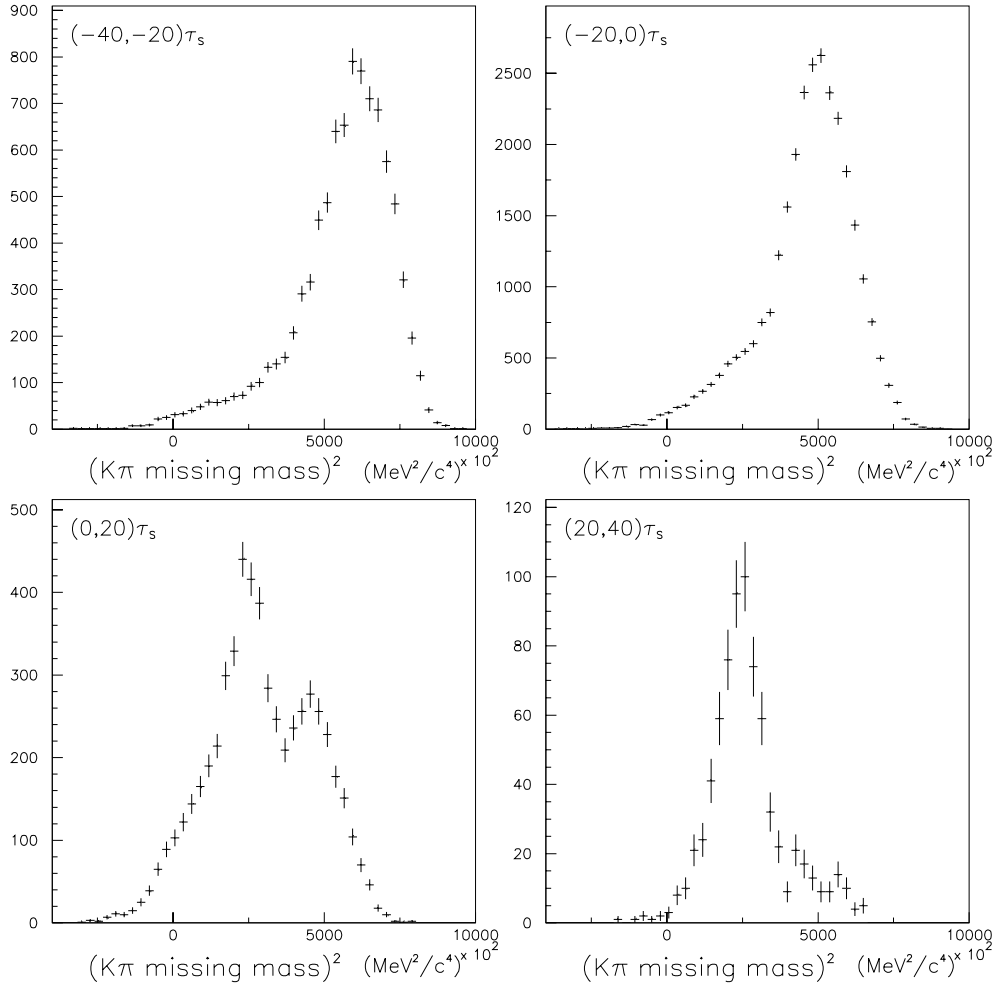 900
800
700
600
500
400
300
200
100
0
(−40,−20)τs
0 5000 10000
x 10²
(Kπ missing mass)² (MeV²/c⁴)
2500
2000
1500
1000
500
0
(−20,0)τs
0 5000 10000
x 10²
(Kπ missing mass)² (MeV²/c⁴)
500
400
300
200
100
0
(0,20)τs
0 5000 10000
x 10²
(Kπ missing mass)² (MeV²/c⁴)
120
100
80
60
40
20
0
(20,40)τs
0 5000 10000
x 10²
(Kπ missing mass)² (MeV²/c⁴)